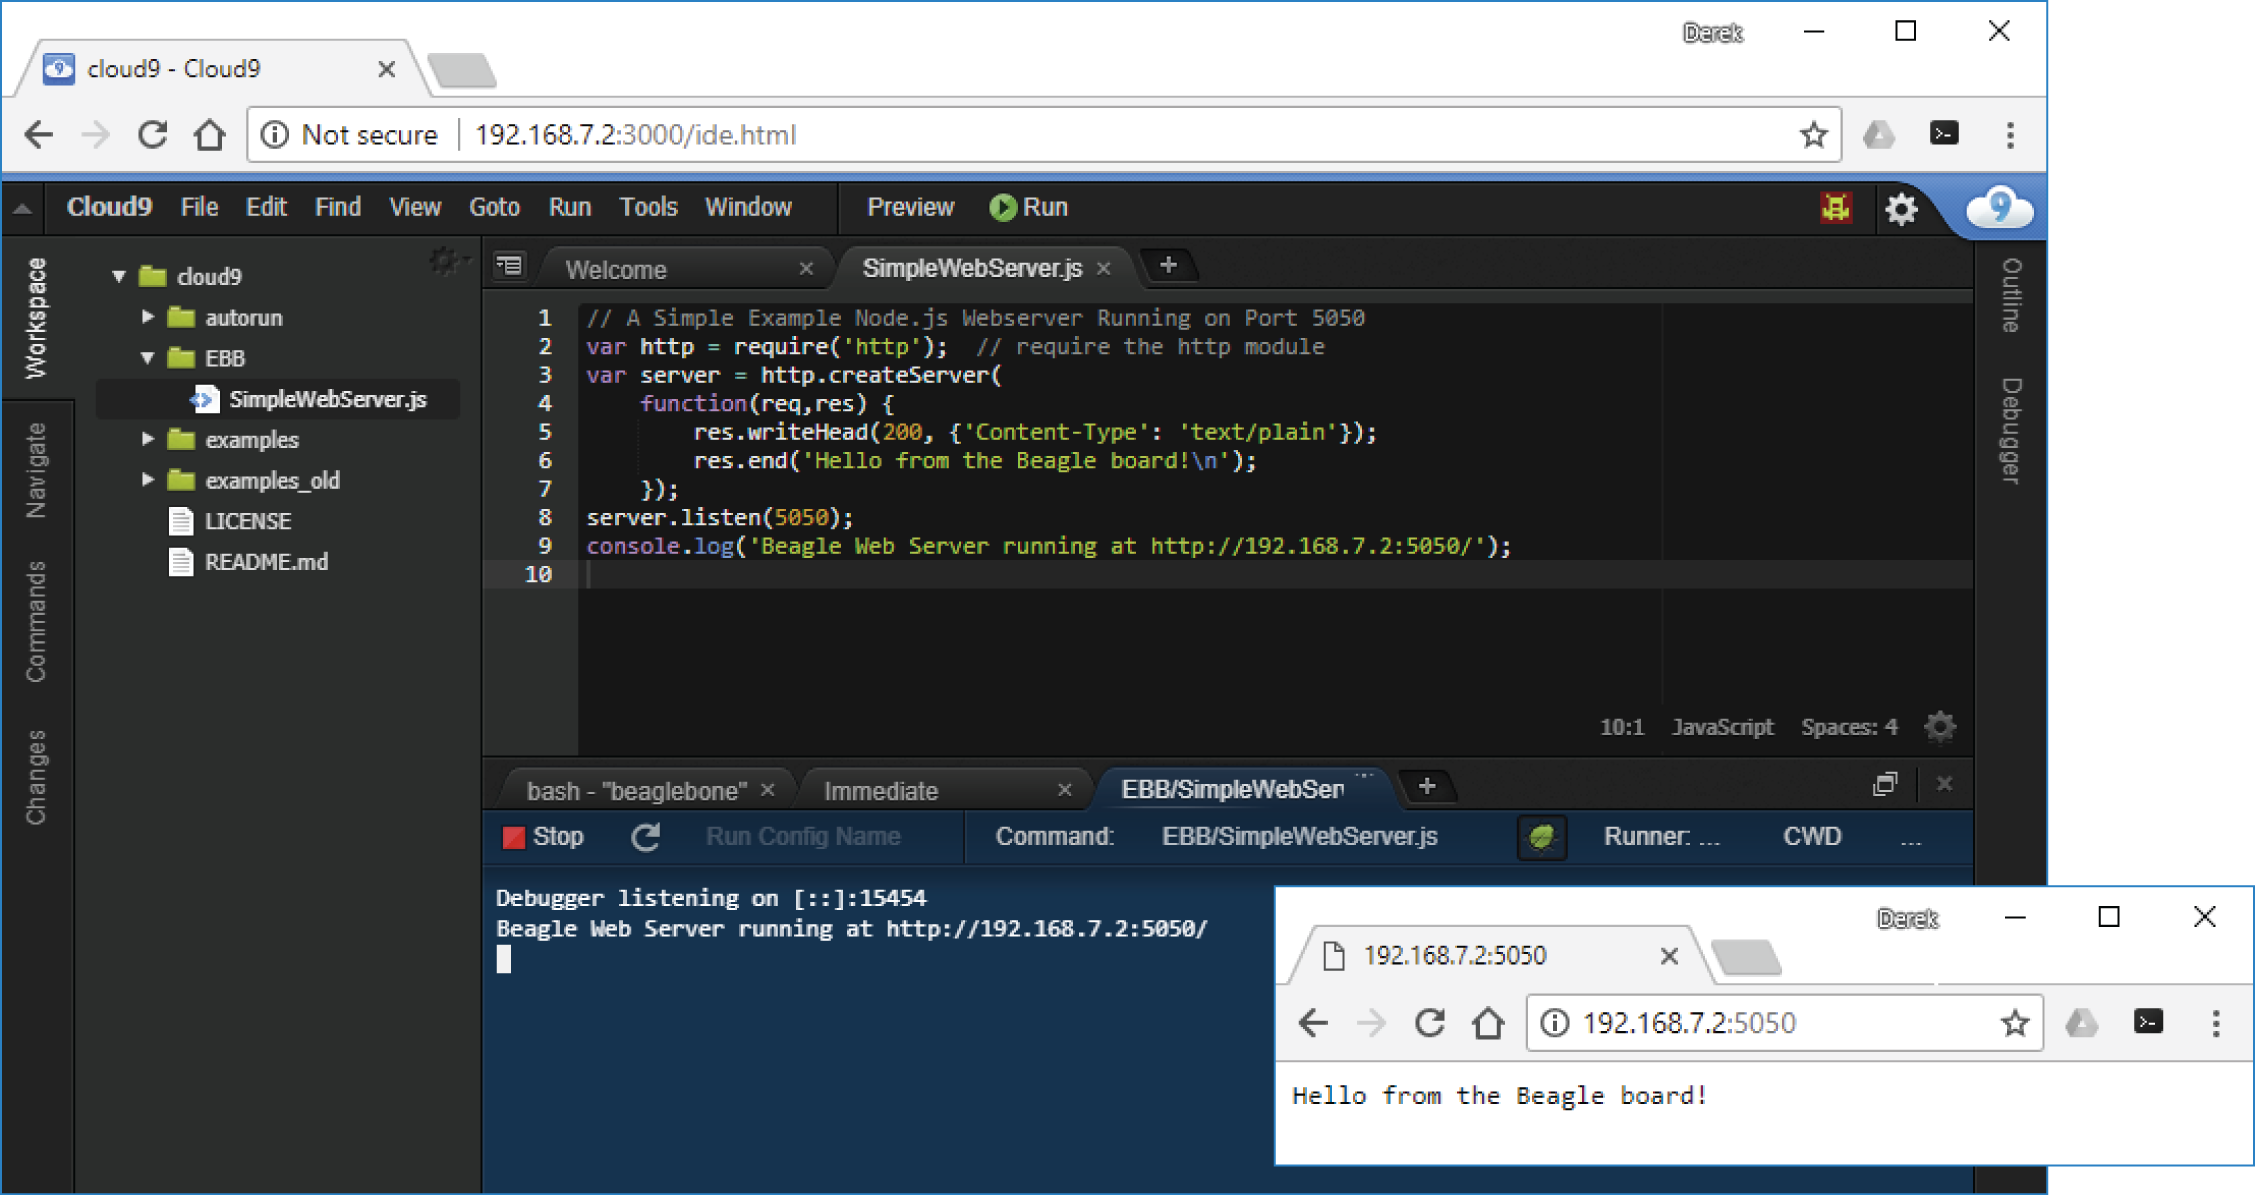 Derek
cloud9 - Cloud9
Not secure 192.168.7.2:3000/ide.html
Cloud9 File Edit Find View Goto Run Tools Window Preview Run
9
Workspace
Navigate
Commands
Changes
cloud9
autorun
EBB
SimpleWebServer.js
examples
examples_old
LICENSE
README.md
Welcome SimpleWebServer.js
1 // A Simple Example Node.js Webserver Running on Port 5050
2 var http = require('http');  // require the http module
3 var server = http.createServer(
4     function(req,res) {
5         res.writeHead(200, {'Content-Type': 'text/plain'});
6         res.end('Hello from the Beagle board!\n');
7     });
8 server.listen(5050);
9 console.log('Beagle Web Server running at http://192.168.7.2:5050/');
10
10:1 JavaScript Spaces: 4
Outline
Debugger
bash - "beaglebone" Immediate EBB/SimpleWebSer
Stop Run Config Name Command: EBB/SimpleWebServer.js Runner: ... CWD ...
Debugger listening on [::]:15454
Beagle Web Server running at http://192.168.7.2:5050/
Derek
192.168.7.2:5050
192.168.7.2:5050
Hello from the Beagle board!